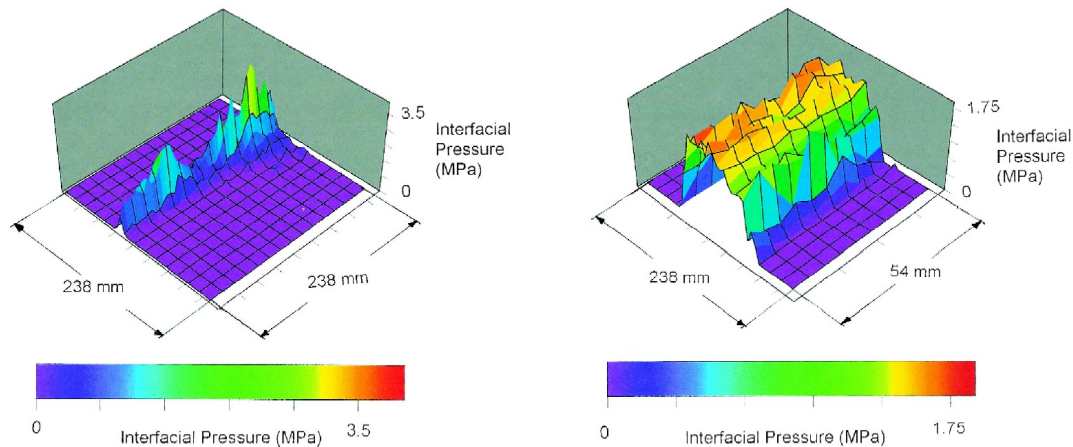 3.5
Interfacial
Pressure
(MPa)
0
238 mm
238 mm
0
3.5
Interfacial Pressure (MPa)
1.75
Interfacial
Pressure
(MPa)
0
238 mm
54 mm
0
1.75
Interfacial Pressure (MPa)